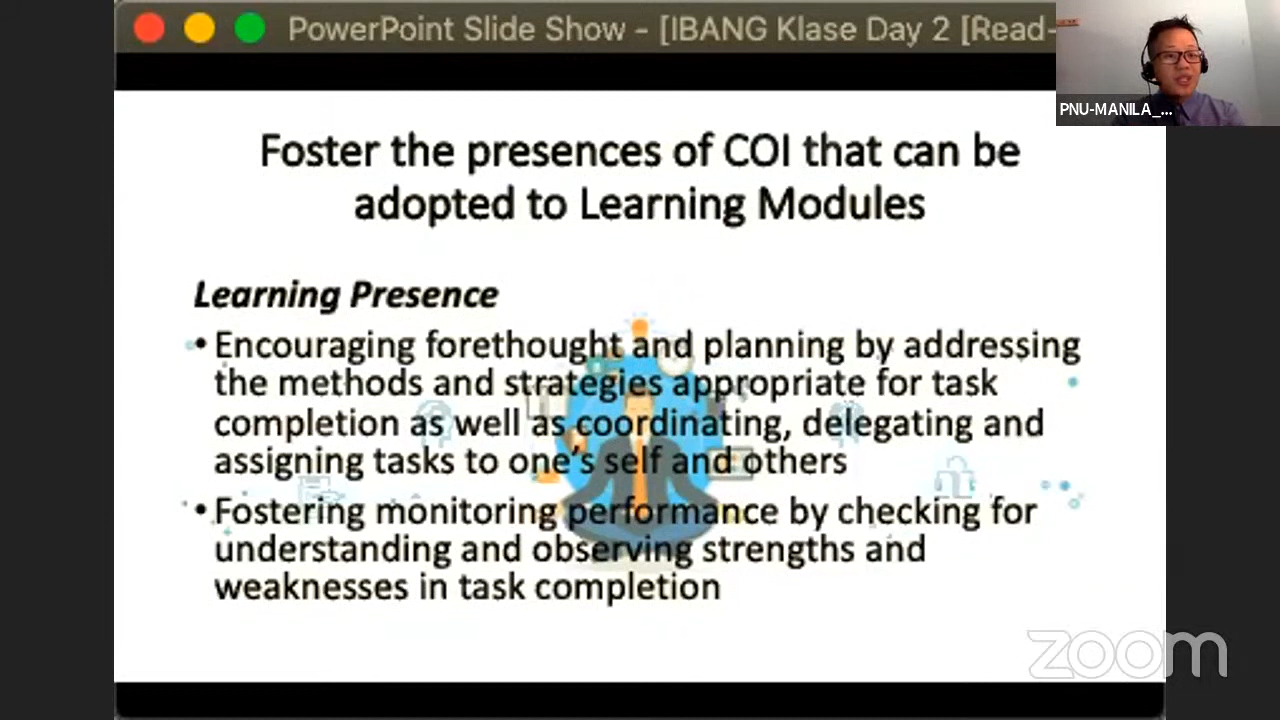 PowerPoint Slide Show - [IBANG Klase Day 2 [Read-
PNU-MANILA_...
Foster the presences of COI that can be
adopted to Learning Modules
Learning Presence
• Encouraging forethought and planning by addressing
the methods and strategies appropriate for task
completion as well as coordinating, delegating and
assigning tasks to one's self and others
• Fostering monitoring performance by checking for
understanding and observing strengths and
weaknesses in task completion
zoom